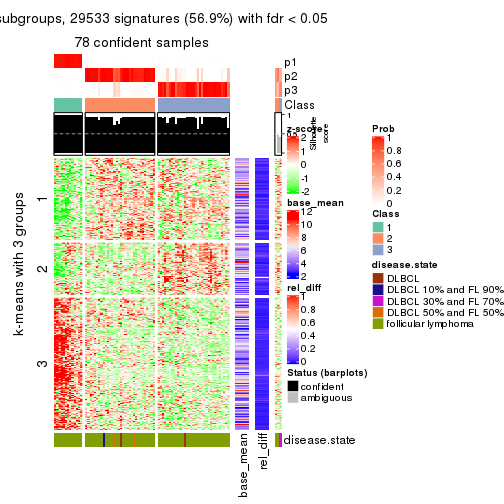 subgroups, 29533 signatures (56.9%) with fdr < 0.05
78 confident samples
p1
p2
p3
Class
1
0
Silhouette
score
z-score
2
1
0
-1
-2
base_mean
12
10
8
6
4
2
rel_diff
1
0.8
0.6
0.4
0.2
0
Status (barplots)
confident
ambiguous
Prob
1
0.8
0.6
0.4
0.2
0
Class
1
2
3
disease.state
DLBCL
DLBCL 10% and FL 90%
DLBCL 30% and FL 70%
DLBCL 50% and FL 50%
follicular lymphoma
k-means with 3 groups
1
2
3
disease.state
base_mean
rel_diff